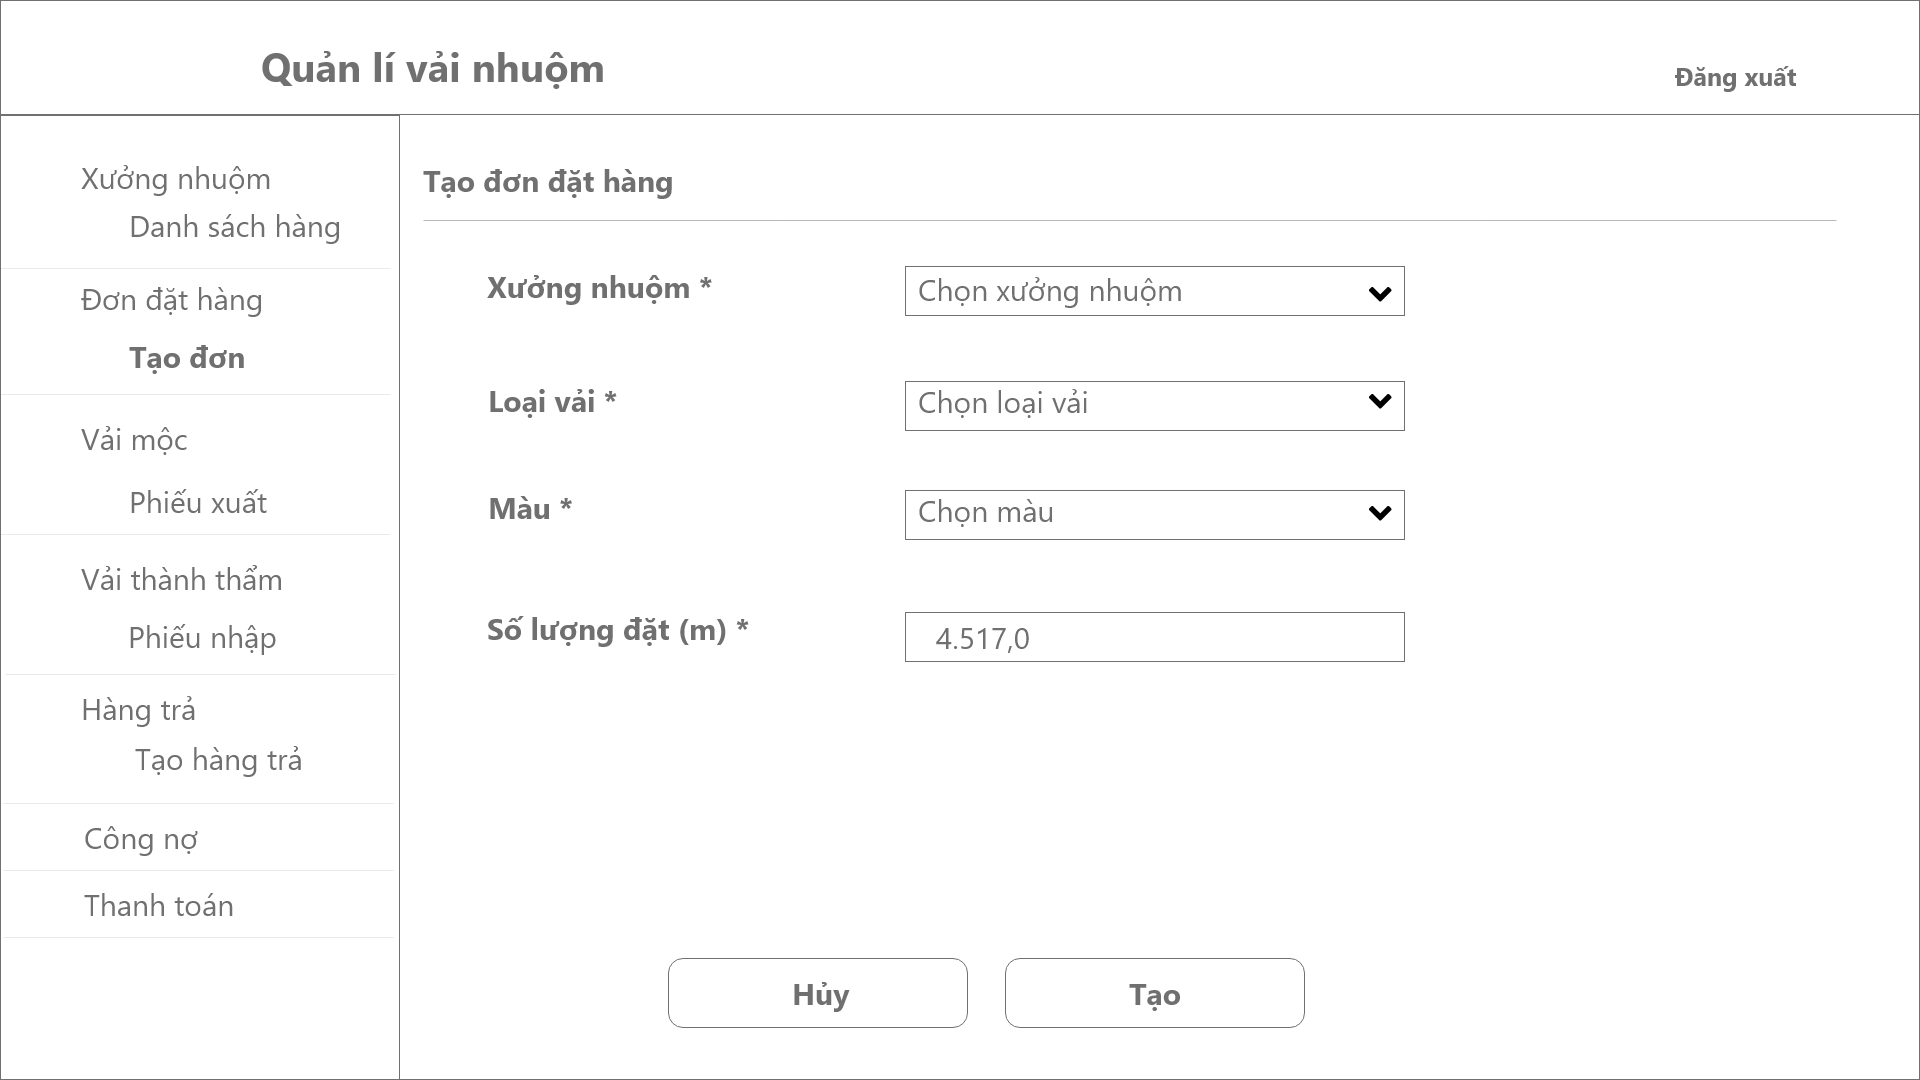 Quản lí vải nhuộm
Đăng xuất
Xưởng nhuộm
Danh sách hàng
Đơn đặt hàng
Tạo đơn
Vải mộc
Phiếu xuất
Vải thành thẩm
Phiếu nhập
Hàng trả
Tạo hàng trả
Công nợ
Thanh toán
Tạo đơn đặt hàng
Xưởng nhuộm *
Chọn xưởng nhuộm
Loại vải *
Chọn loại vải
Màu *
Chọn màu
Số lượng đặt (m) *
4.517,0
Hủy
Tạo